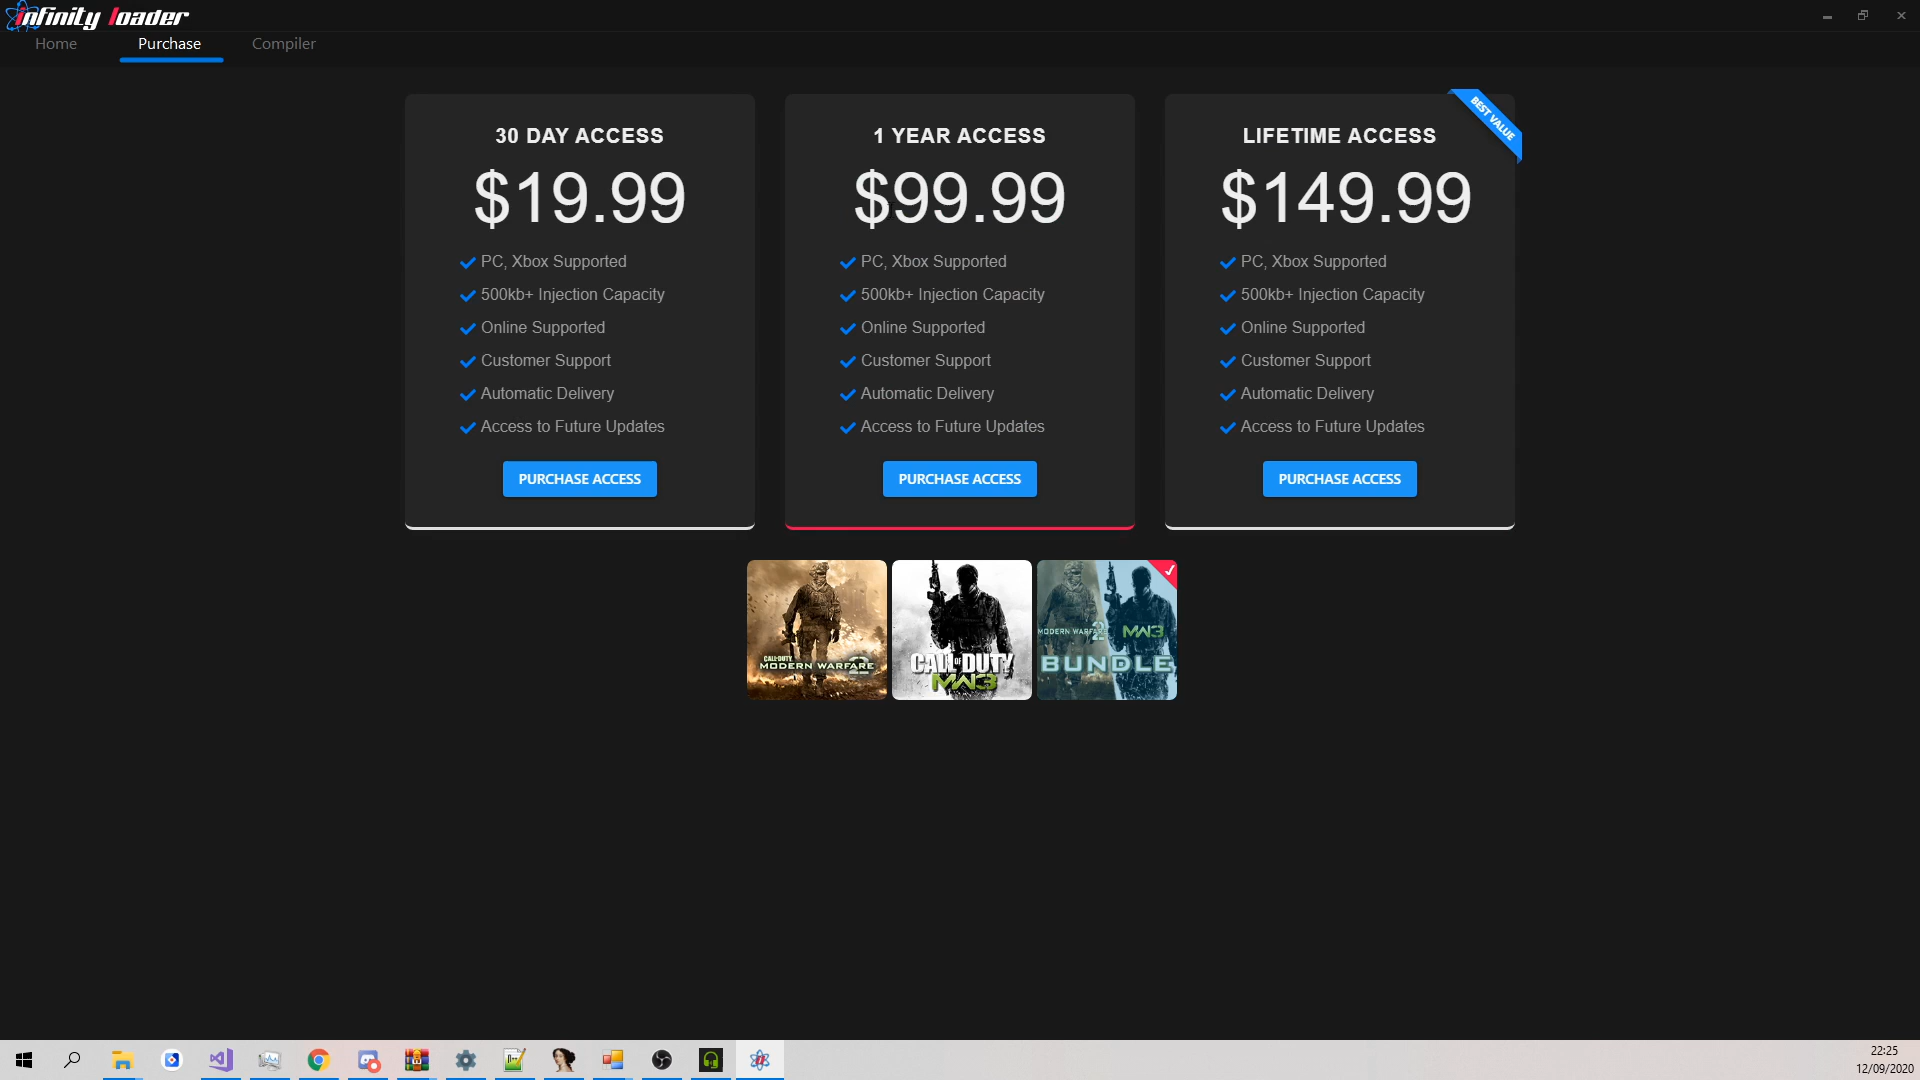 infinity loader
Home
Purchase
Compiler
30 DAY ACCESS
$19.99
PC, Xbox Supported
500kb+ Injection Capacity
Online Supported
Customer Support
Automatic Delivery
Access to Future Updates
PURCHASE ACCESS
1 YEAR ACCESS
$99.99
PC, Xbox Supported
500kb+ Injection Capacity
Online Supported
Customer Support
Automatic Delivery
Access to Future Updates
PURCHASE ACCESS
BEST VALUE
LIFETIME ACCESS
$149.99
PC, Xbox Supported
500kb+ Injection Capacity
Online Supported
Customer Support
Automatic Delivery
Access to Future Updates
PURCHASE ACCESS
CALL OF DUTY
MODERN WARFARE 2
CALL OF DUTY
MW3
MODERN WARFARE 2
MW3
BUNDLE
22:25
12/09/2020